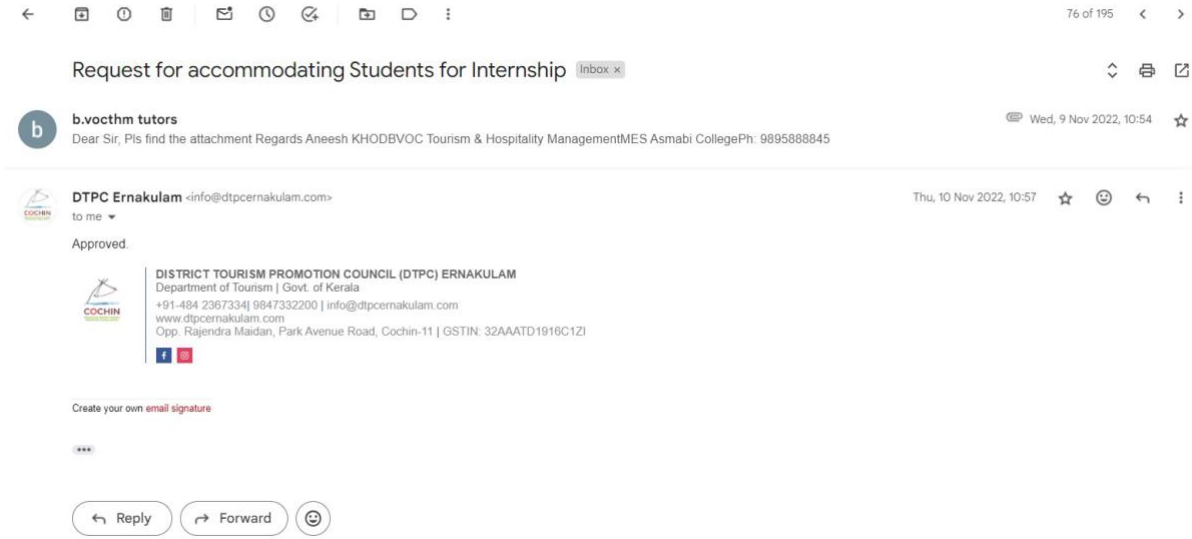 76 of 195
Request for accommodating Students for Internship Inbox ×
b
b.vocthm tutors
Wed, 9 Nov 2022, 10:54
Dear Sir, Pls find the attachment Regards Aneesh KHODBVOC Tourism & Hospitality ManagementMES Asmabi CollegePh: 9895888845
DTPC Ernakulam <info@dtpcernakulam.com>
Thu, 10 Nov 2022, 10:57
to me
Approved.
COCHIN
DISTRICT TOURISM PROMOTION COUNCIL (DTPC) ERNAKULAM
Department of Tourism | Govt. of Kerala
+91-484 2367334| 9847332200 | info@dtpcernakulam.com
www.dtpcernakulam.com
Opp. Rajendra Maidan, Park Avenue Road, Cochin-11 | GSTIN: 32AAATD1916C1ZI
COCHIN
Create your own email signature
Reply
Forward